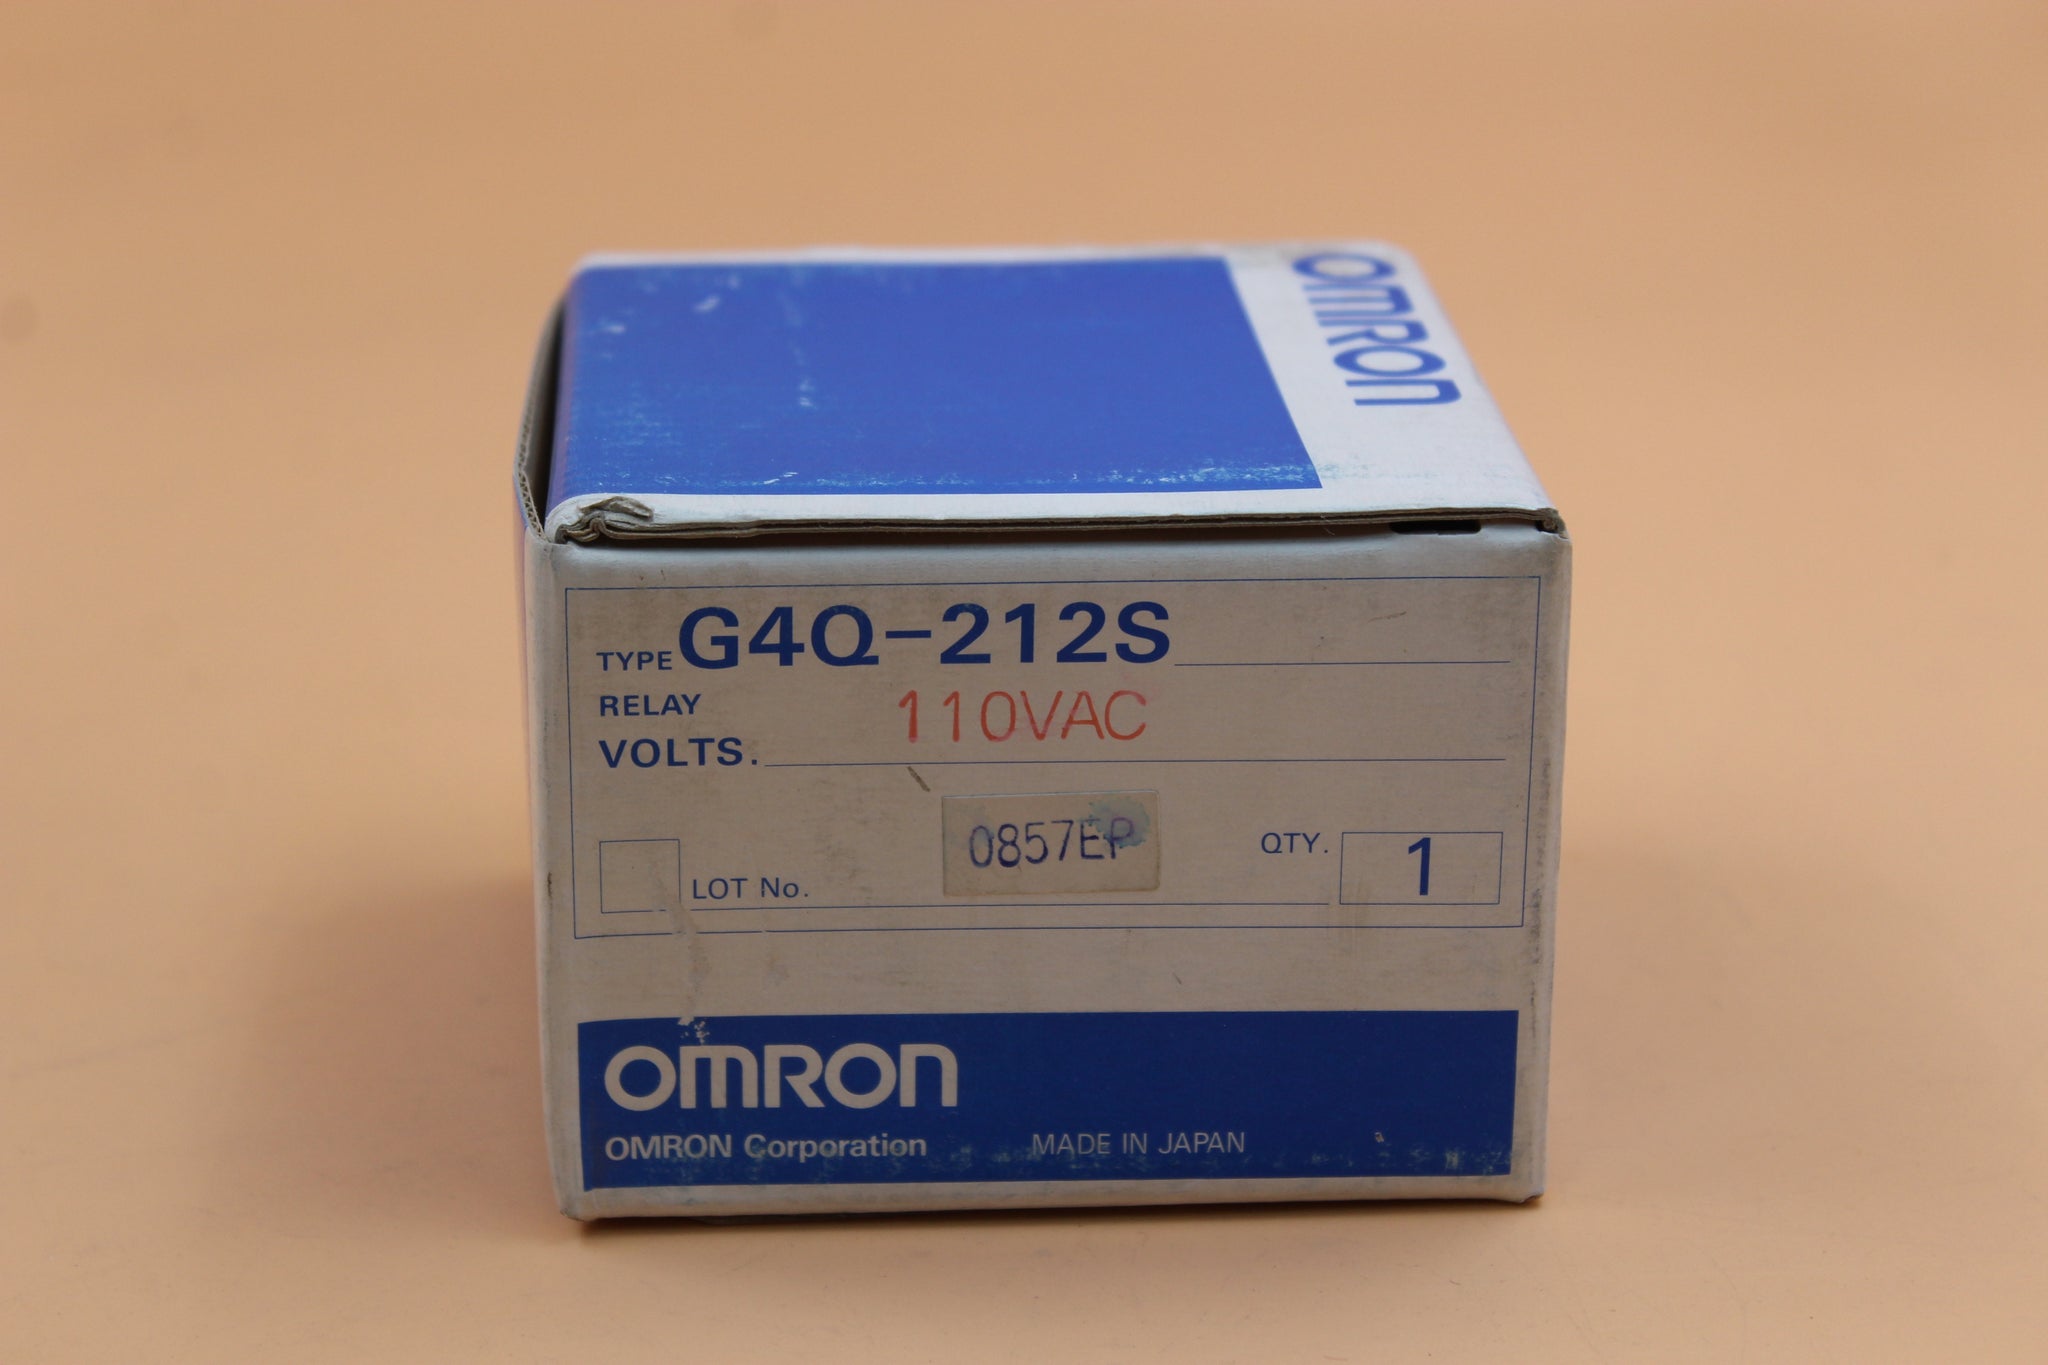 OMRON
TYPE G4Q-212S
RELAY
VOLTS. 110VAC
LOT No. 0857EP
QTY. 1
OMRON
OMRON Corporation MADE IN JAPAN